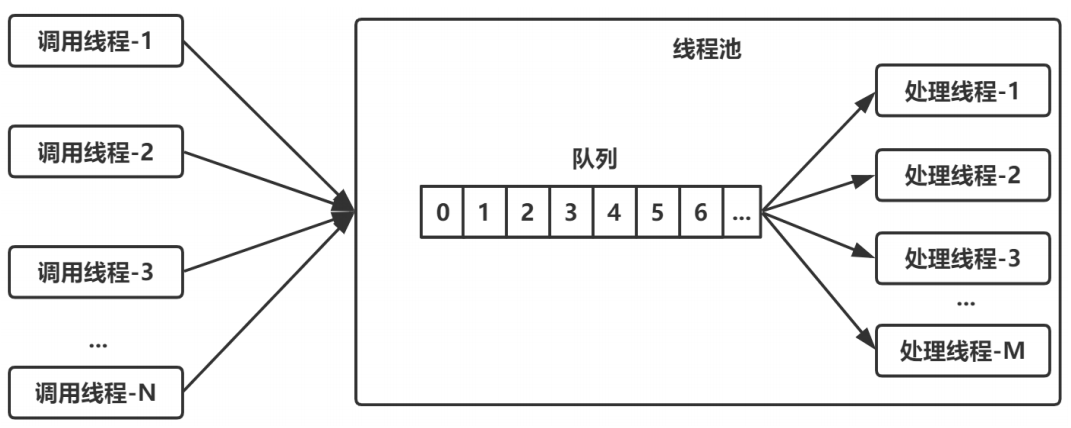 调用线程-1
调用线程-2
调用线程-3
...
调用线程-N
线程池
队列
0 1 2 3 4 5 6 ...
处理线程-1
处理线程-2
处理线程-3
...
处理线程-M